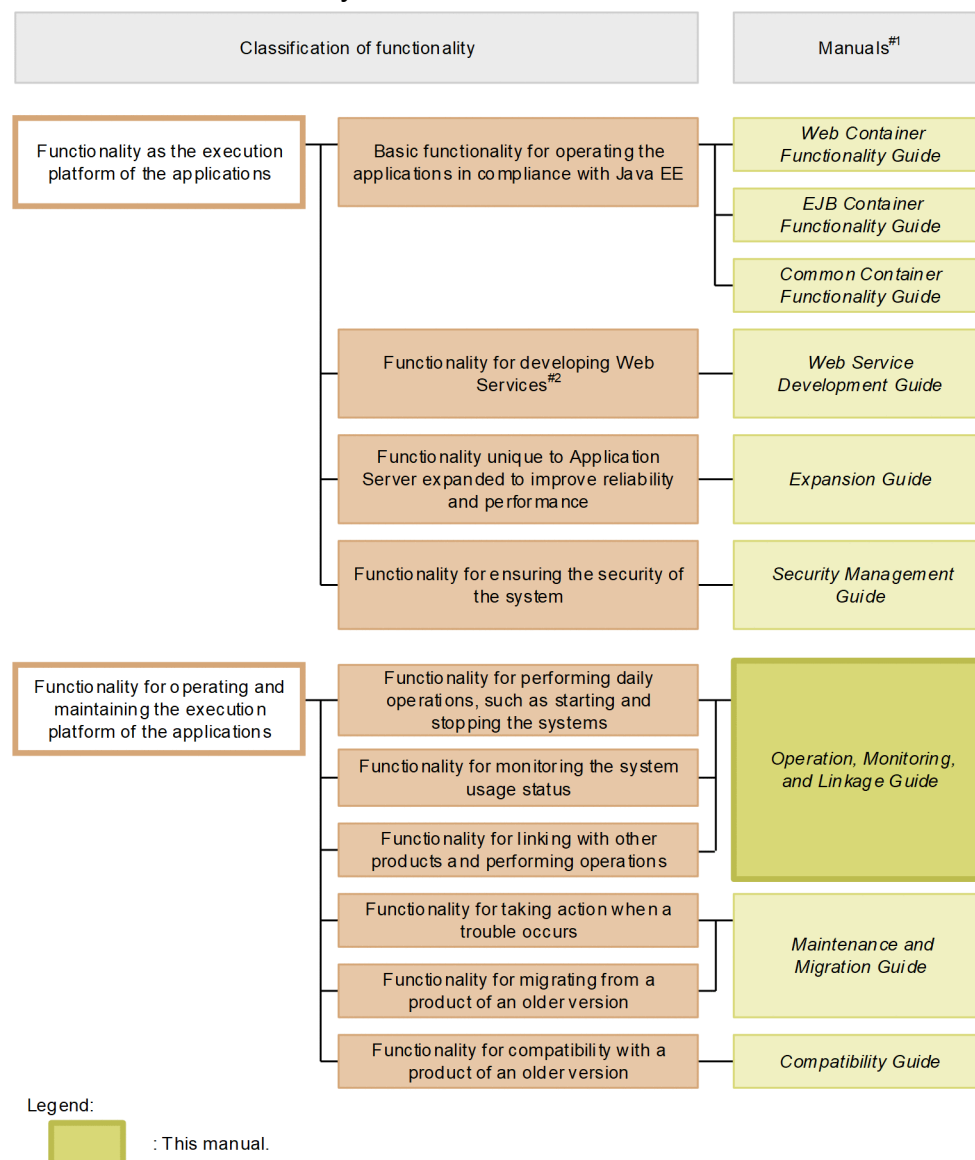 Classification of functionality
Manuals#1
Functionality as the execution
platform of the applications
Basic functionality for operating the
applications in compliance with Java EE
Web Container
Functionality Guide
EJB Container
Functionality Guide
Common Container
Functionality Guide
Functionality for developing Web
Services#2
Web Service
Development Guide
Functionality unique to Application
Server expanded to improve reliability
and performance
Expansion Guide
Functionality for ensuring the security of
the system
Security Management
Guide
Functionality for operating and
maintaining the execution
platform of the applications
Functionality for performing daily
operations, such as starting and
stopping the systems
Functionality for monitoring the system
usage status
Functionality for linking with other
products and performing operations
Operation, Monitoring,
and Linkage Guide
Functionality for taking action when a
trouble occurs
Functionality for migrating from a
product of an older version
Maintenance and
Migration Guide
Functionality for compatibility with a
product of an older version
Compatibility Guide
Legend:
: This manual.